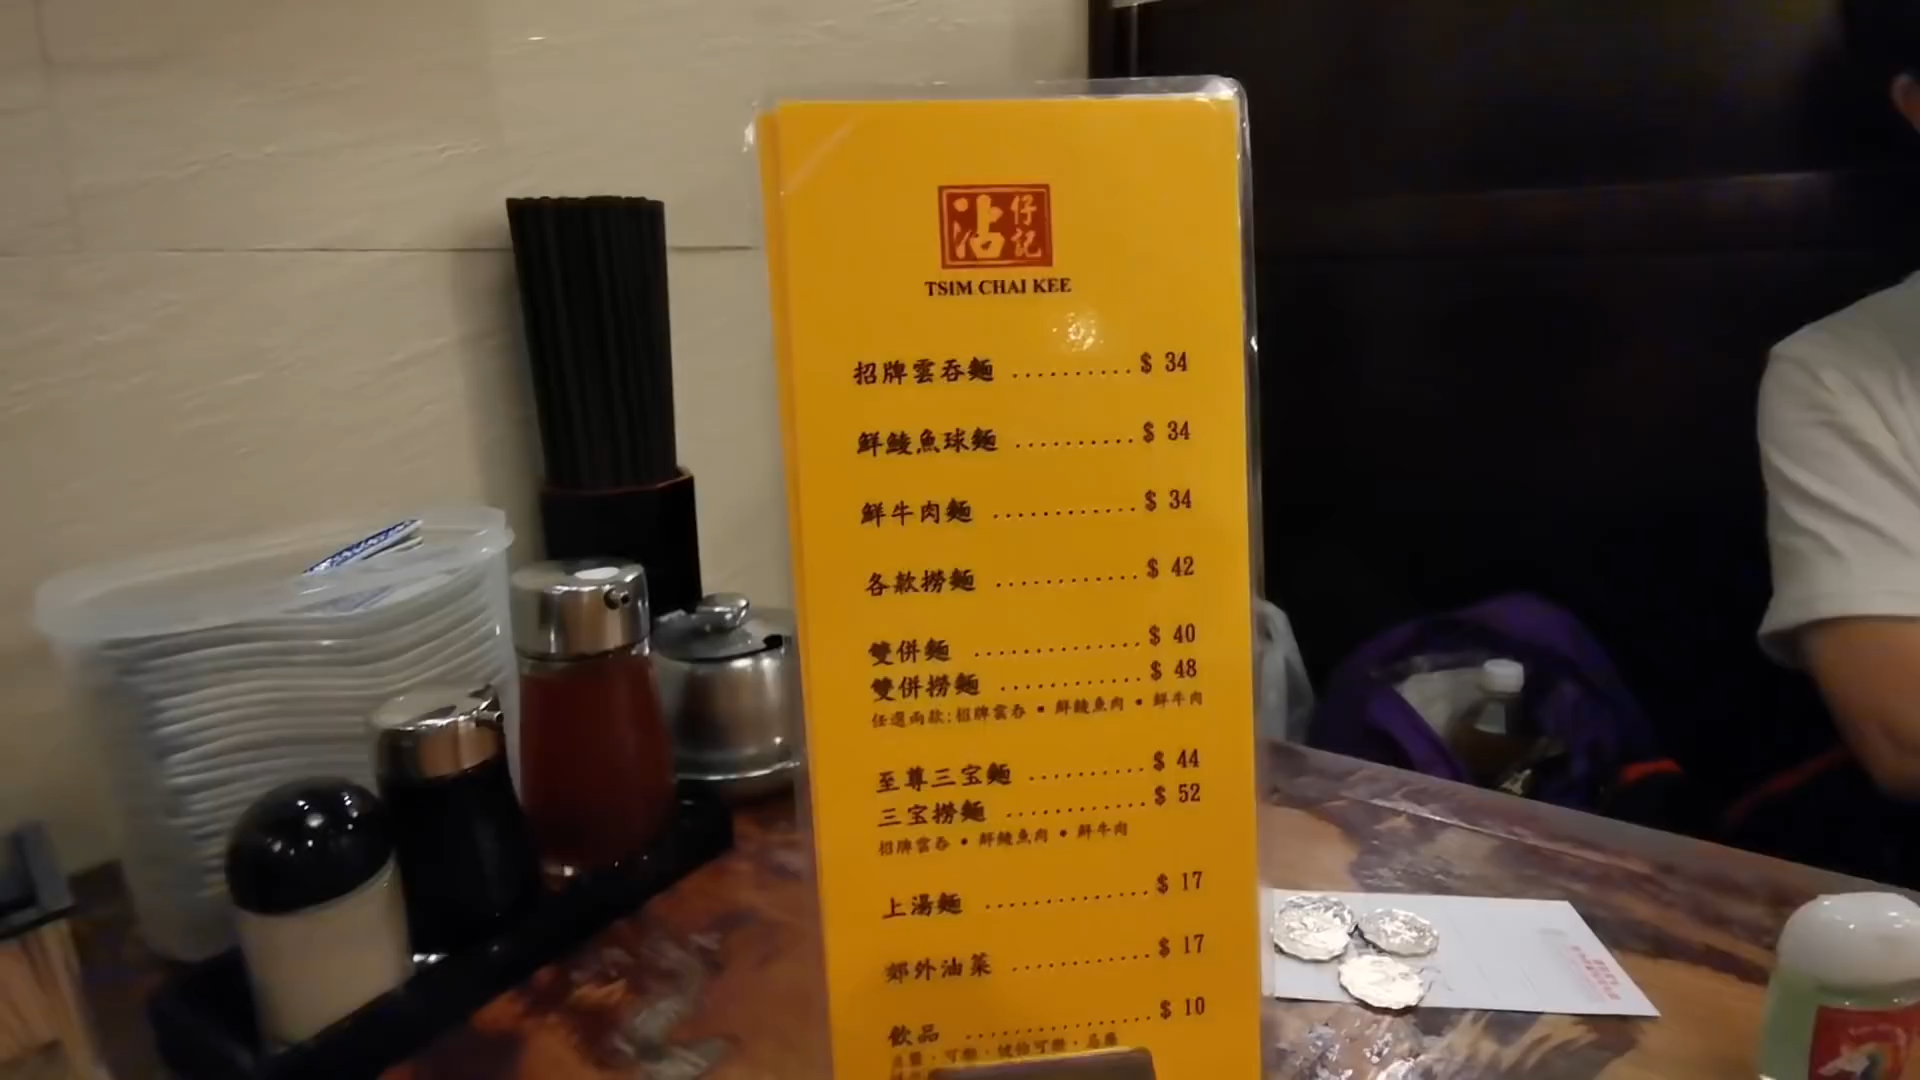 沾仔記
TSIM CHAI KEE
招牌雲吞麵 .......... $ 34
鮮鯪魚球麵 .......... $ 34
鮮牛肉麵 ............ $ 34
各款撈麵 ............ $ 42
雙併麵 .............. $ 40
雙併撈麵 ............ $ 48
任選兩款:招牌雲吞 • 鮮鯪魚肉 • 鮮牛肉
至尊三宝麵 .......... $ 44
三宝撈麵 ............ $ 52
招牌雲吞 • 鮮鯪魚肉 • 鮮牛肉
上湯麵 .............. $ 17
郊外油菜 ............ $ 17
飲品 ................ $ 10
可樂